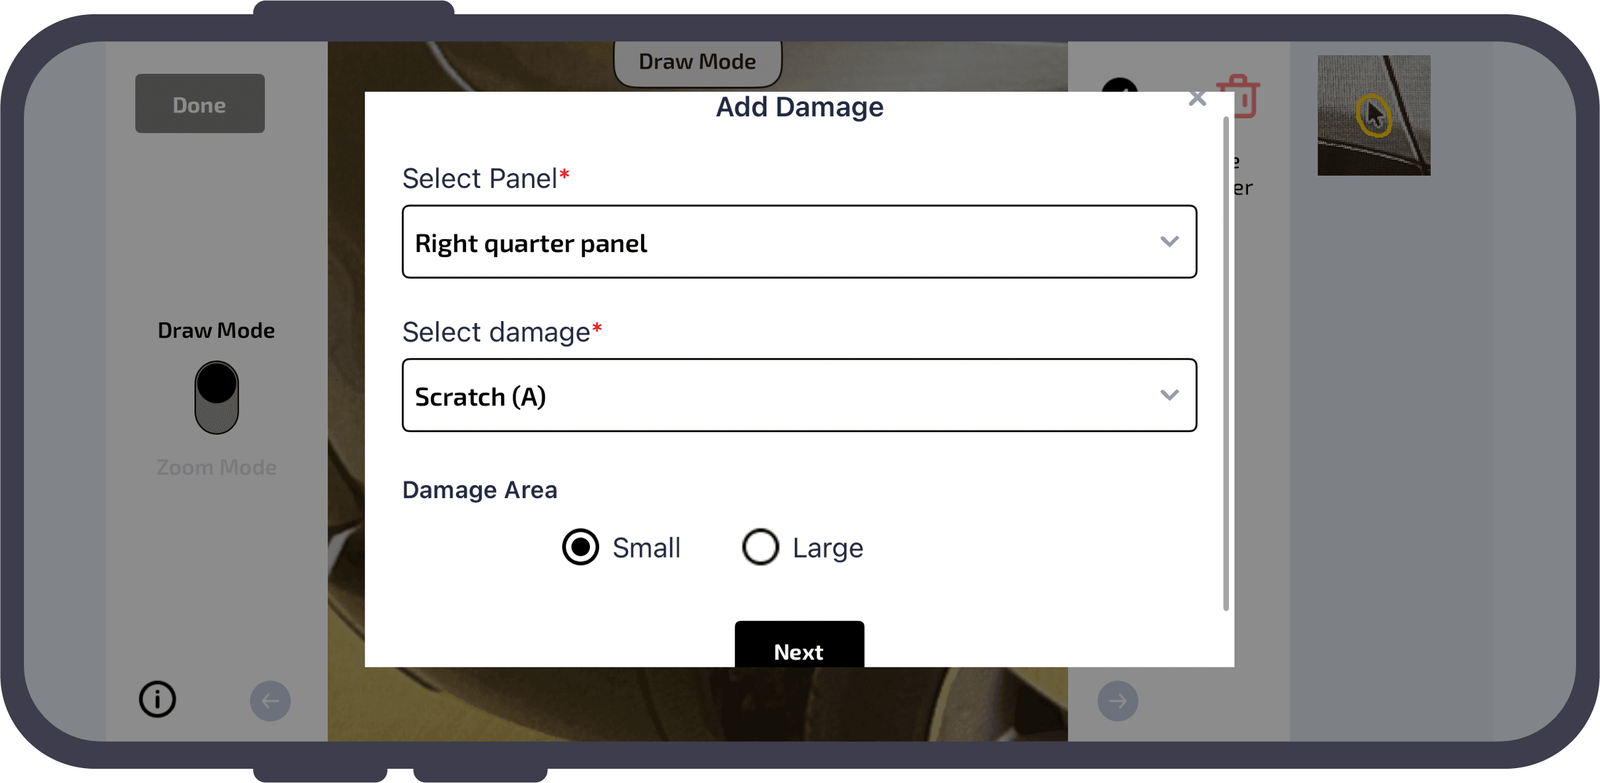 Done
Draw Mode
Zoom Mode
Draw Mode
Add Damage
Select Panel*
Right quarter panel
Select damage*
Scratch (A)
Damage Area
Small
Large
Next
er